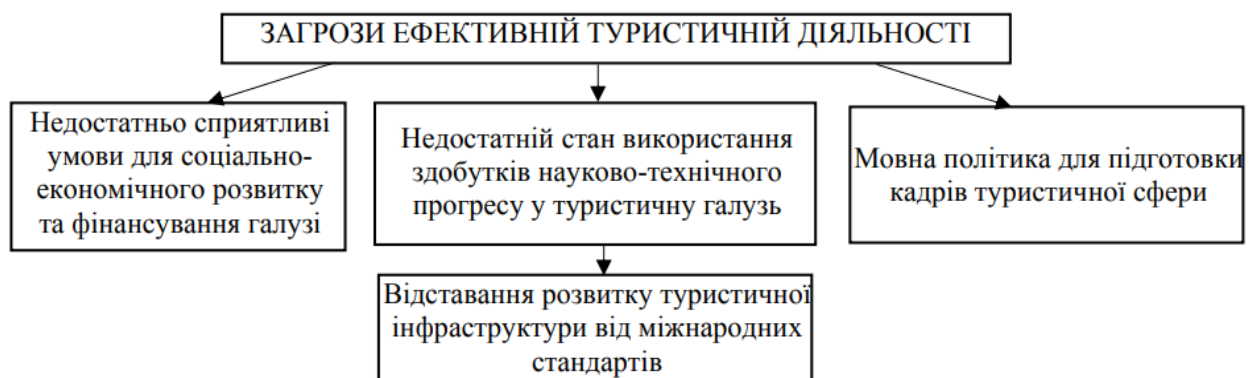 ЗАГРОЗИ ЕФЕКТИВНІЙ ТУРИСТИЧНІЙ ДІЯЛЬНОСТІ
Недостатньо сприятливі
умови для соціально-
економічного розвитку
та фінансування галузі
Недостатній стан використання
здобутків науково-технічного
прогресу у туристичну галузь
Мовна політика для підготовки
кадрів туристичної сфери
Відставання розвитку туристичної
інфраструктури від міжнародних
стандартів